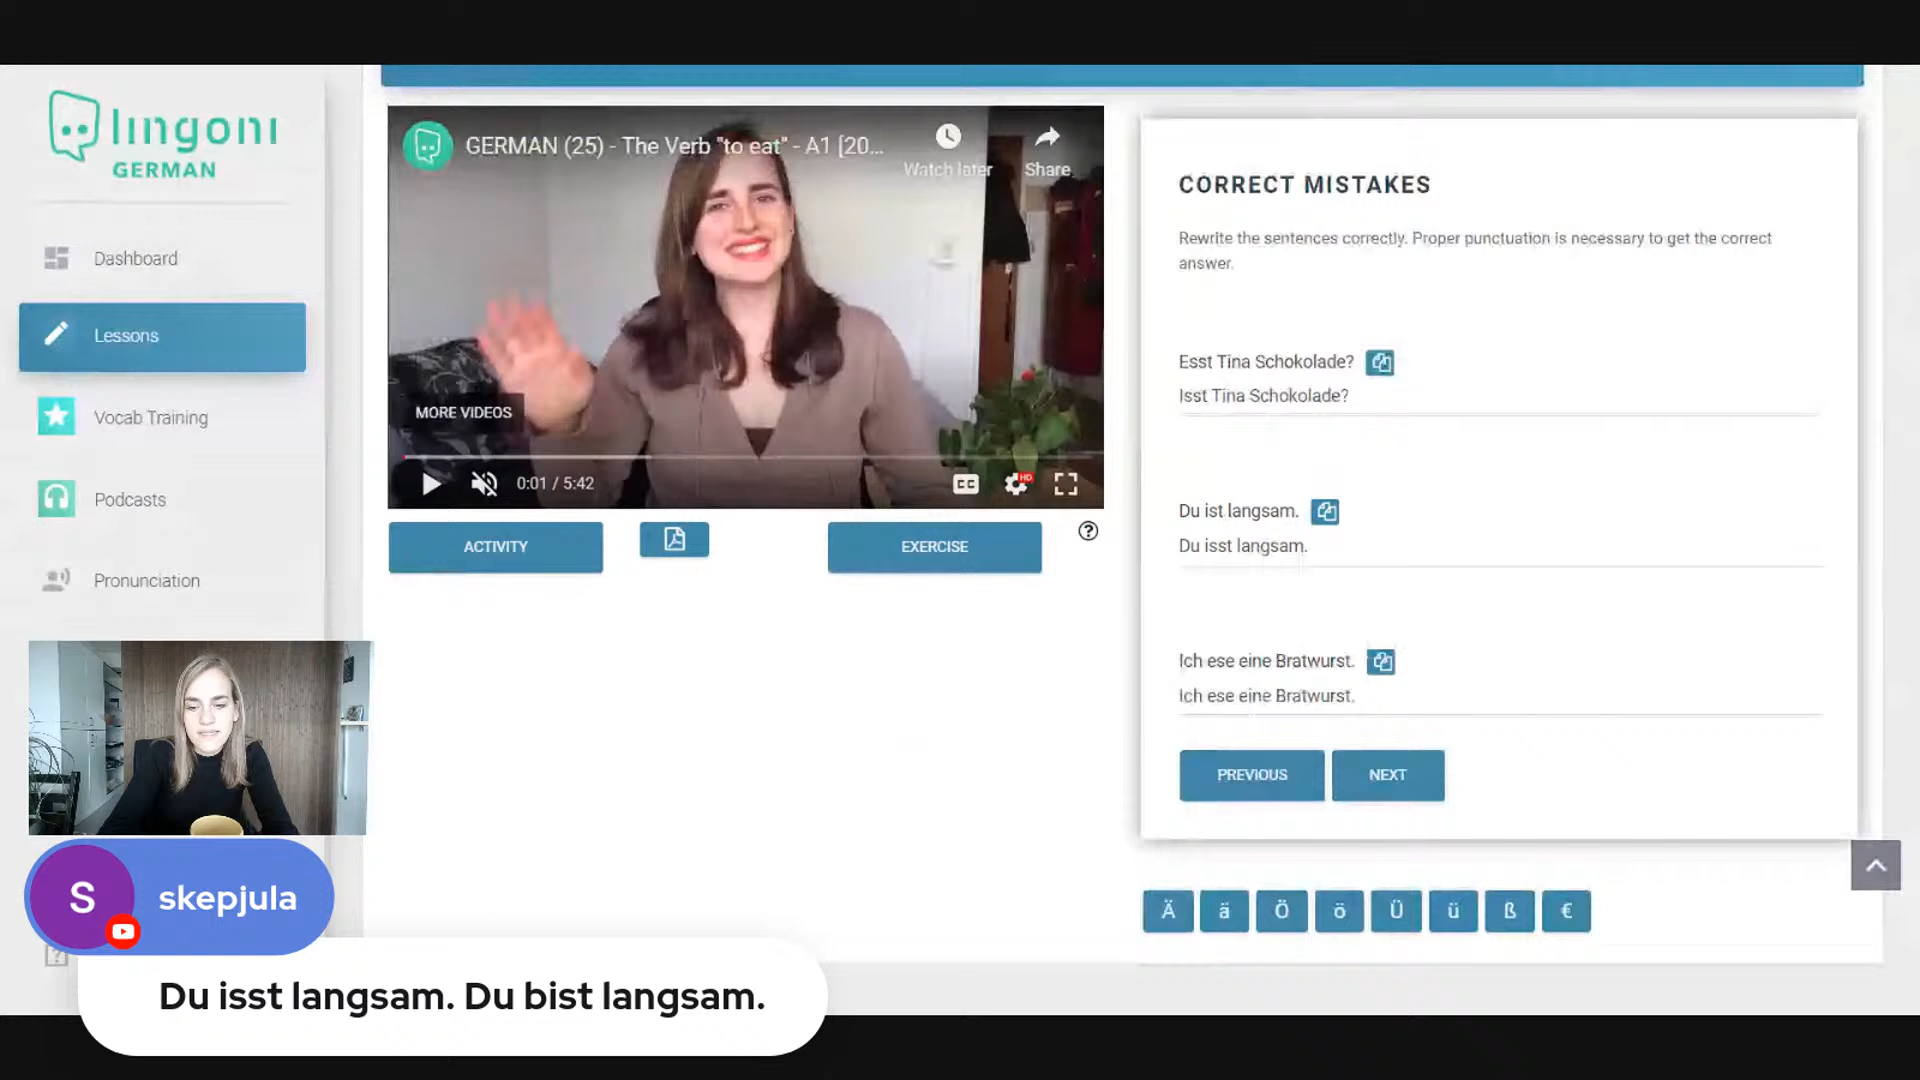 lingoni
GERMAN
Dashboard
Lessons
Vocab Training
Podcasts
Pronunciation
GERMAN (25) - The Verb "to eat" - A1 [20...
Watch later
Share
MORE VIDEOS
0:01 / 5:42
CC
HD
ACTIVITY
EXERCISE
?
CORRECT MISTAKES
Rewrite the sentences correctly. Proper punctuation is necessary to get the correct
answer.
Esst Tina Schokolade?
Isst Tina Schokolade?
Du ist langsam.
Du isst langsam.
Ich ese eine Bratwurst.
Ich ese eine Bratwurst.
PREVIOUS
NEXT
Ä ä Ö ö Ü ü ß €
S
skepjula
?
Du isst langsam. Du bist langsam.